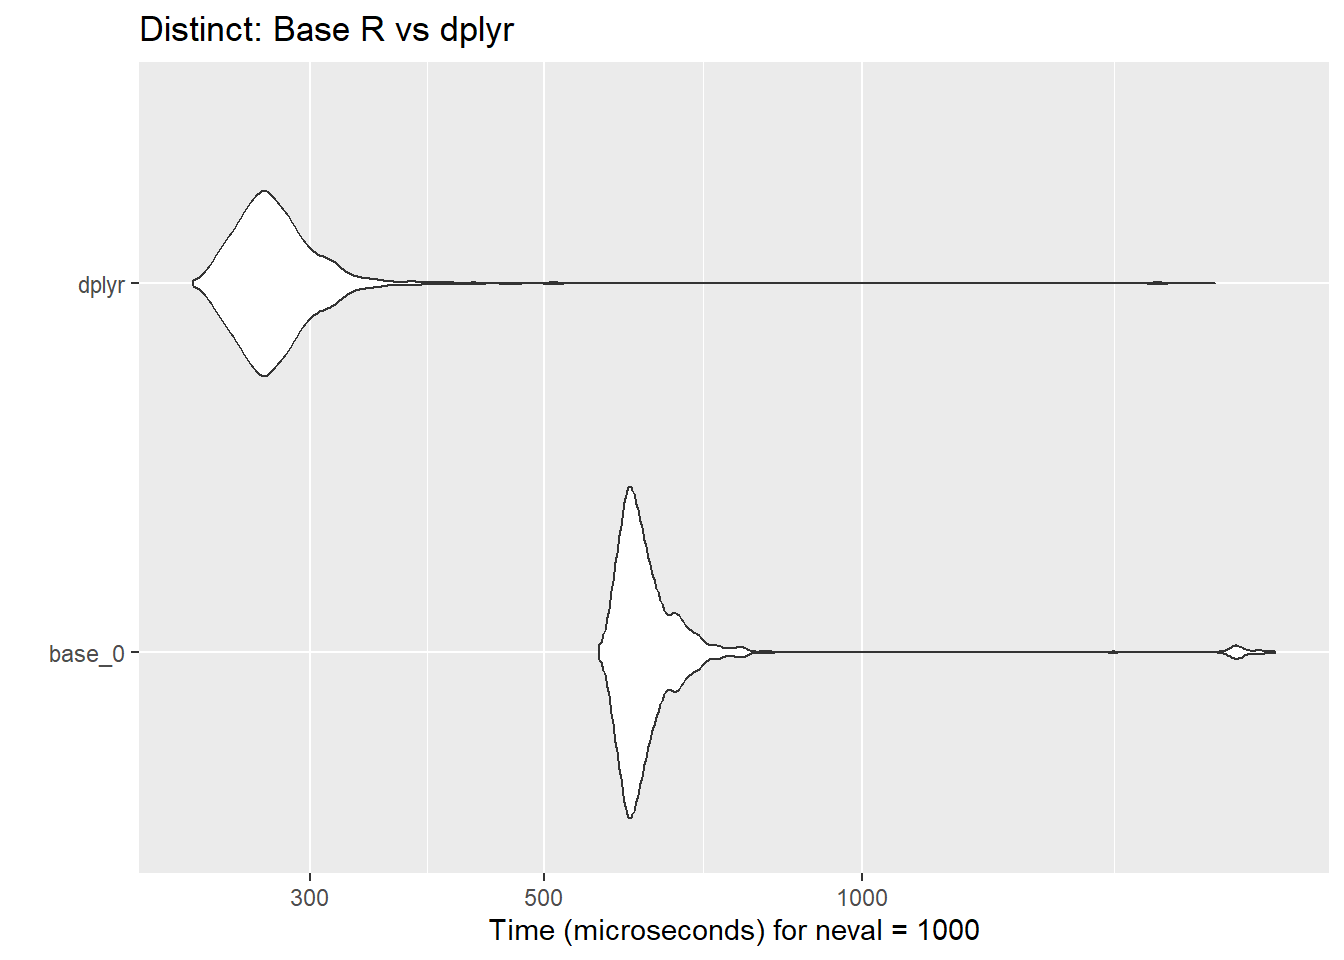 Distinct: Base R vs dplyr
dplyr
base_0
300 500 1000
Time (microseconds) for neval = 1000